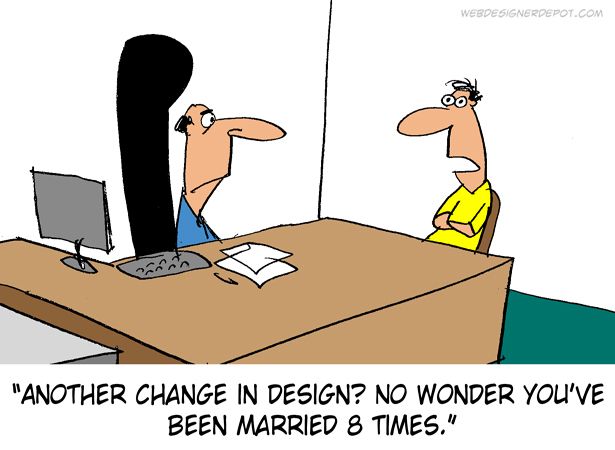 WEBDESIGNERDEPOT.COM
"ANOTHER CHANGE IN DESIGN? NO WONDER YOU'VE
BEEN MARRIED 8 TIMES."